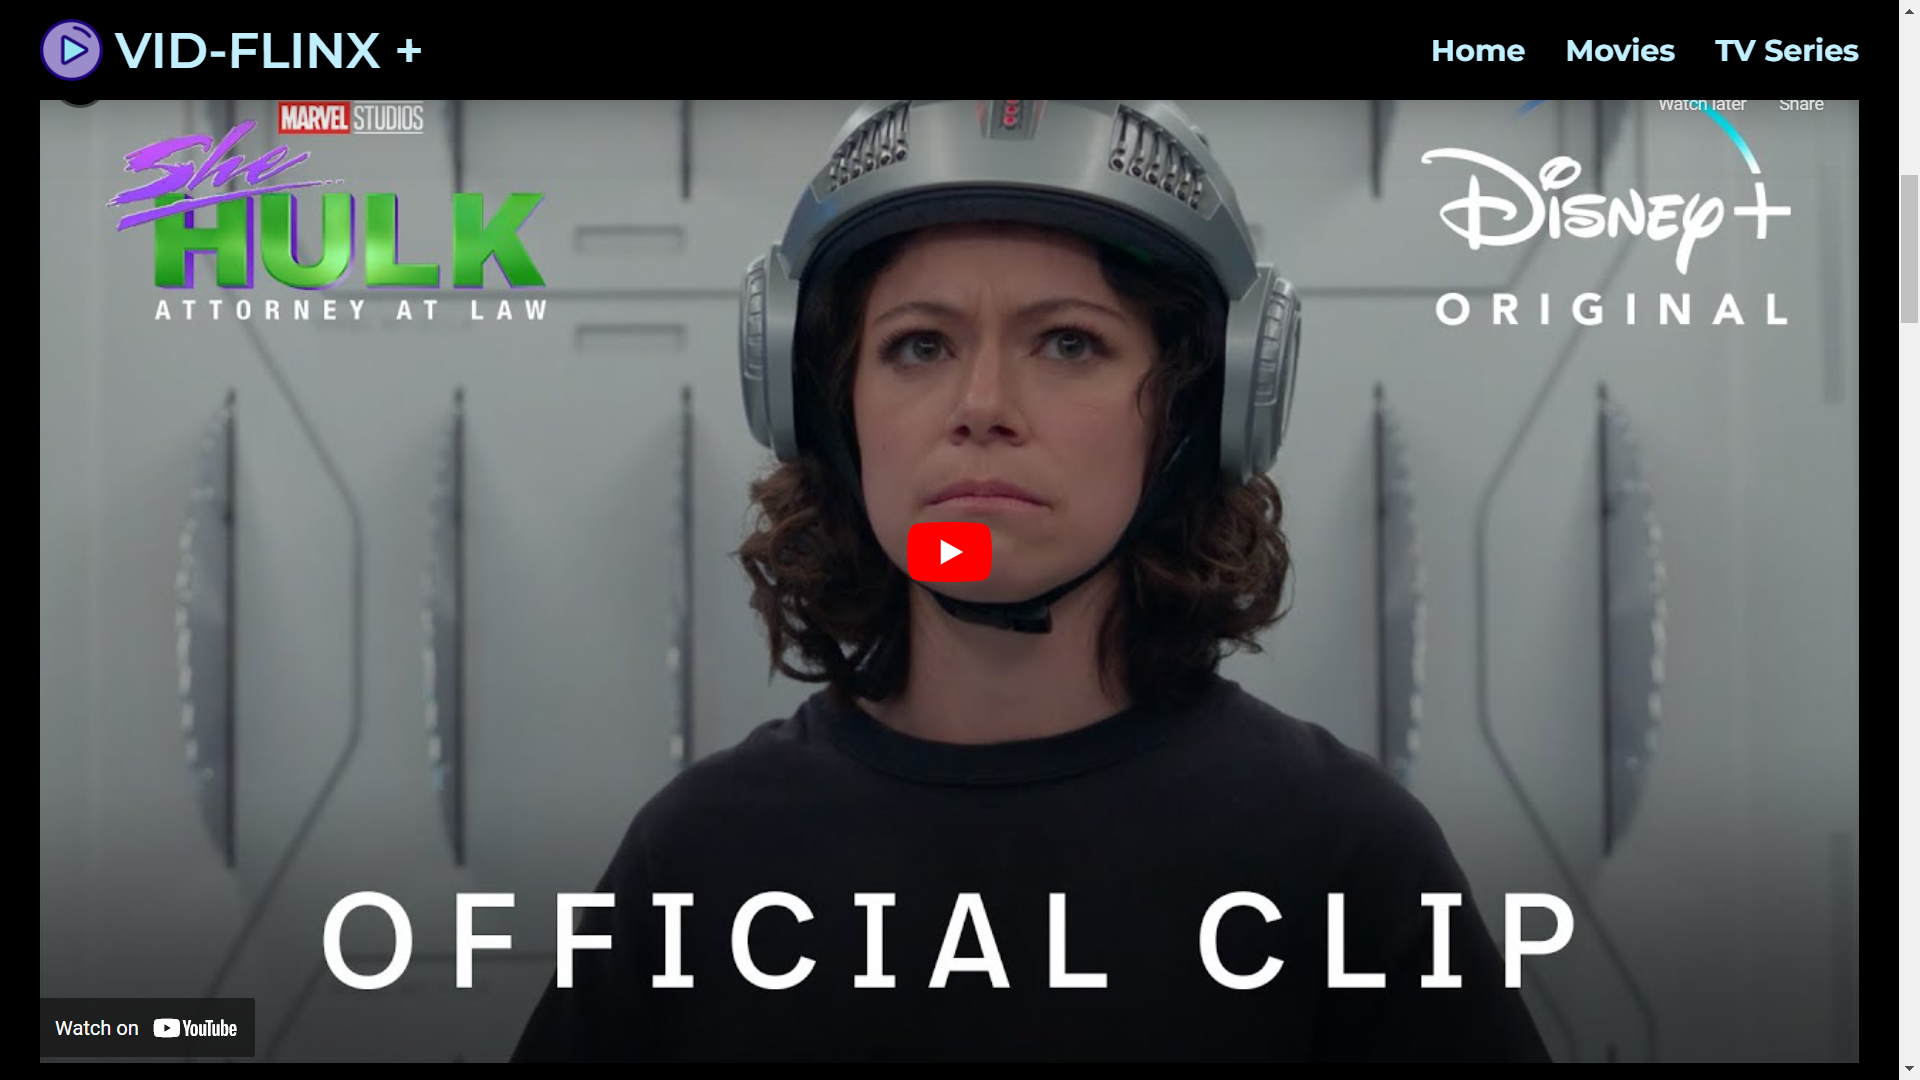 VID-FLINX +
Home
Movies
TV Series
Watch later
Share
MARVEL STUDIOS
She
HULK
ATTORNEY AT LAW
Disney+
ORIGINAL
OFFICIAL CLIP
Watch on YouTube